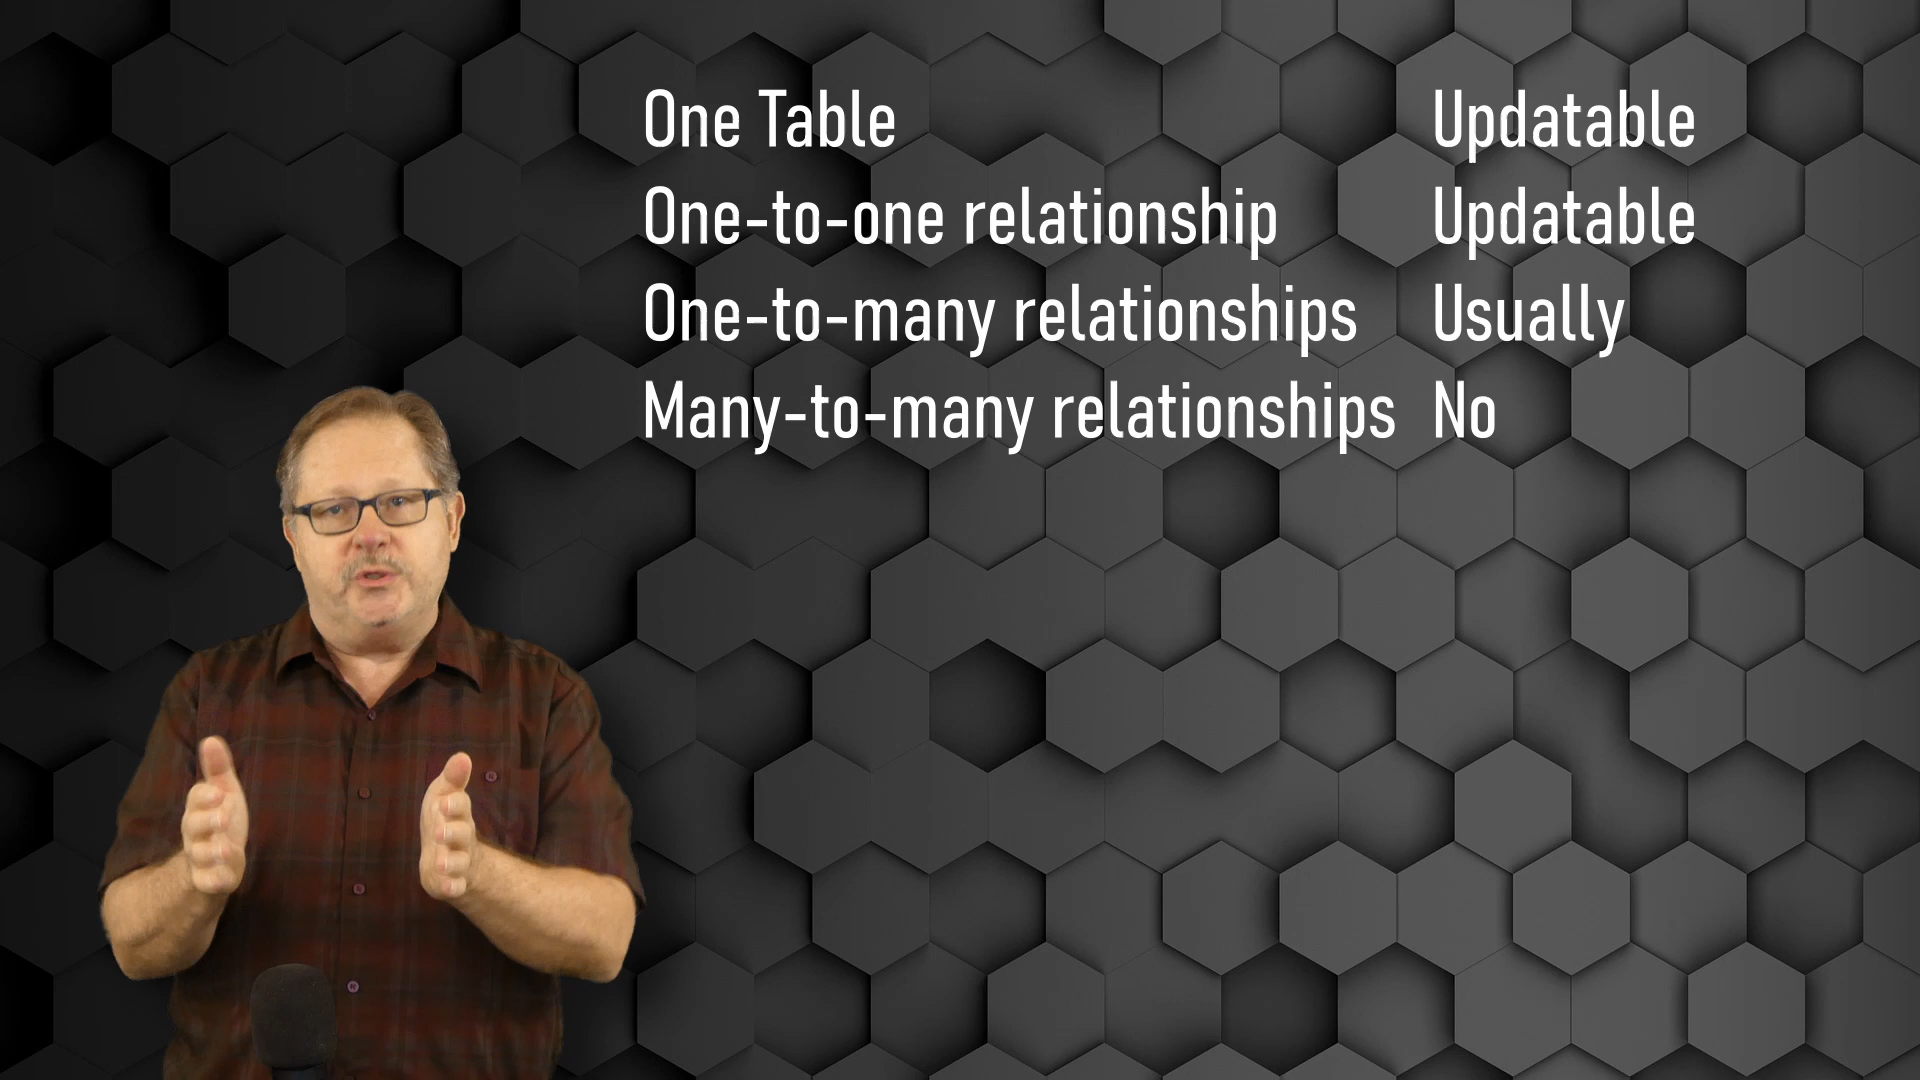 One Table Updatable
One-to-one relationship Updatable
One-to-many relationships Usually
Many-to-many relationships No